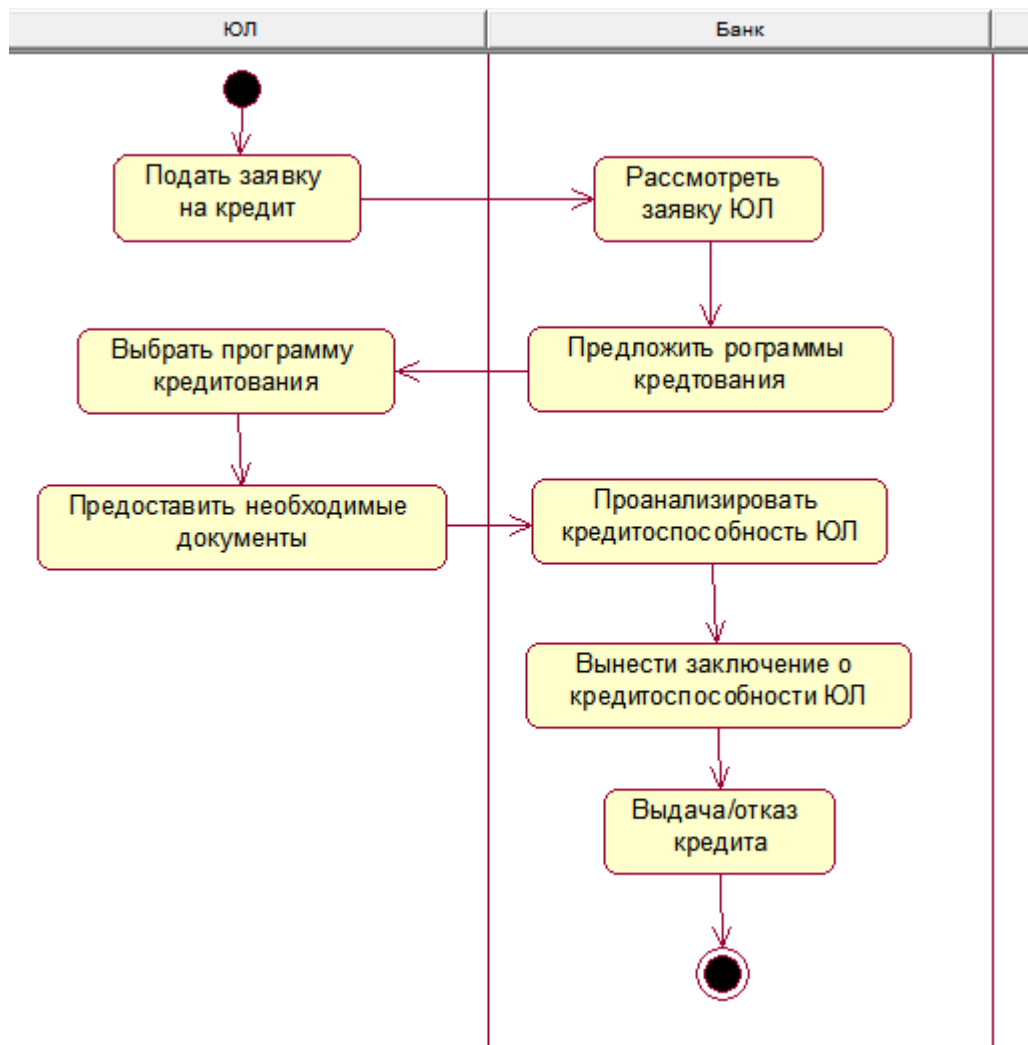 ЮЛ
Банк
Подать заявку
на кредит
Рассмотреть
заявку ЮЛ
Предложить рограммы
кредтования
Выбрать программу
кредитования
Предоставить необходимые
документы
Проанализировать
кредитоспособность ЮЛ
Вынести заключение о
кредитоспособности ЮЛ
Выдача/отказ
кредита